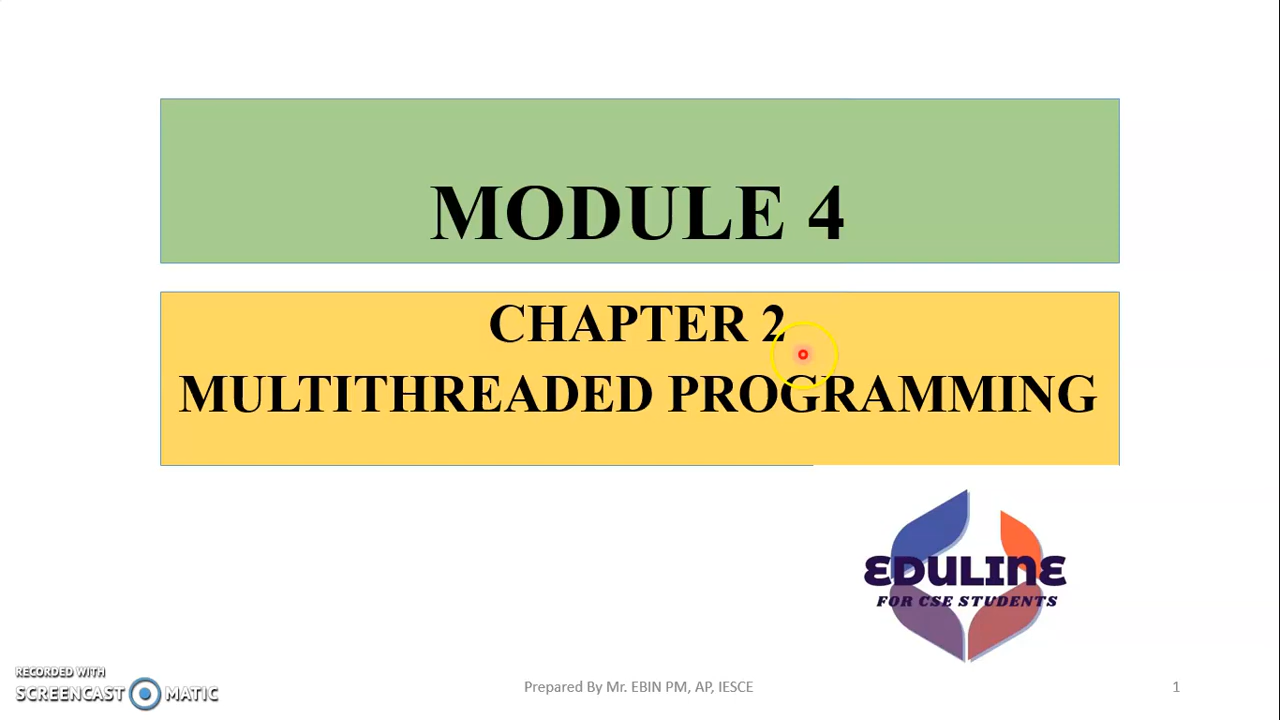 MODULE 4
CHAPTER 2
MULTITHREADED PROGRAMMING
EDULINE
FOR CSE STUDENTS
RECORDED WITH
SCREENCAST MATIC
Prepared By Mr. EBIN PM, AP, IESCE
1